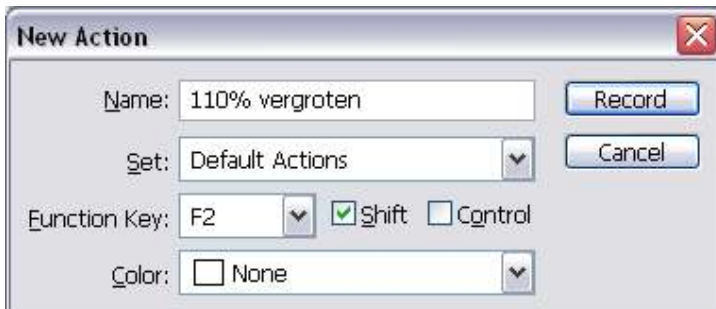 New Action
Name: 110% vergroten Record
Set: Default Actions Cancel
Function Key: F2 Shift Control
Color: None